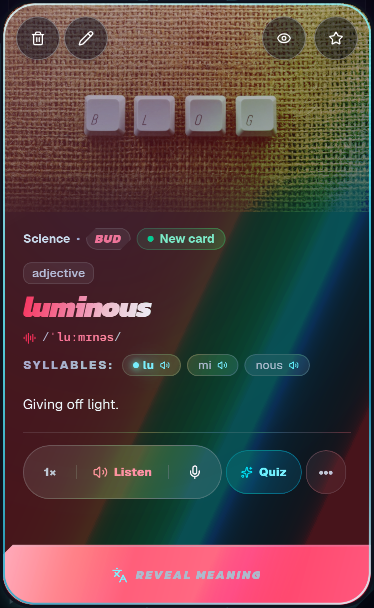 B L O G
Science · BUD New card
adjective
luminous
/ˈluːmɪnəs/
SYLLABLES: lu mi nous
Giving off light.
1× Listen Quiz
REVEAL MEANING